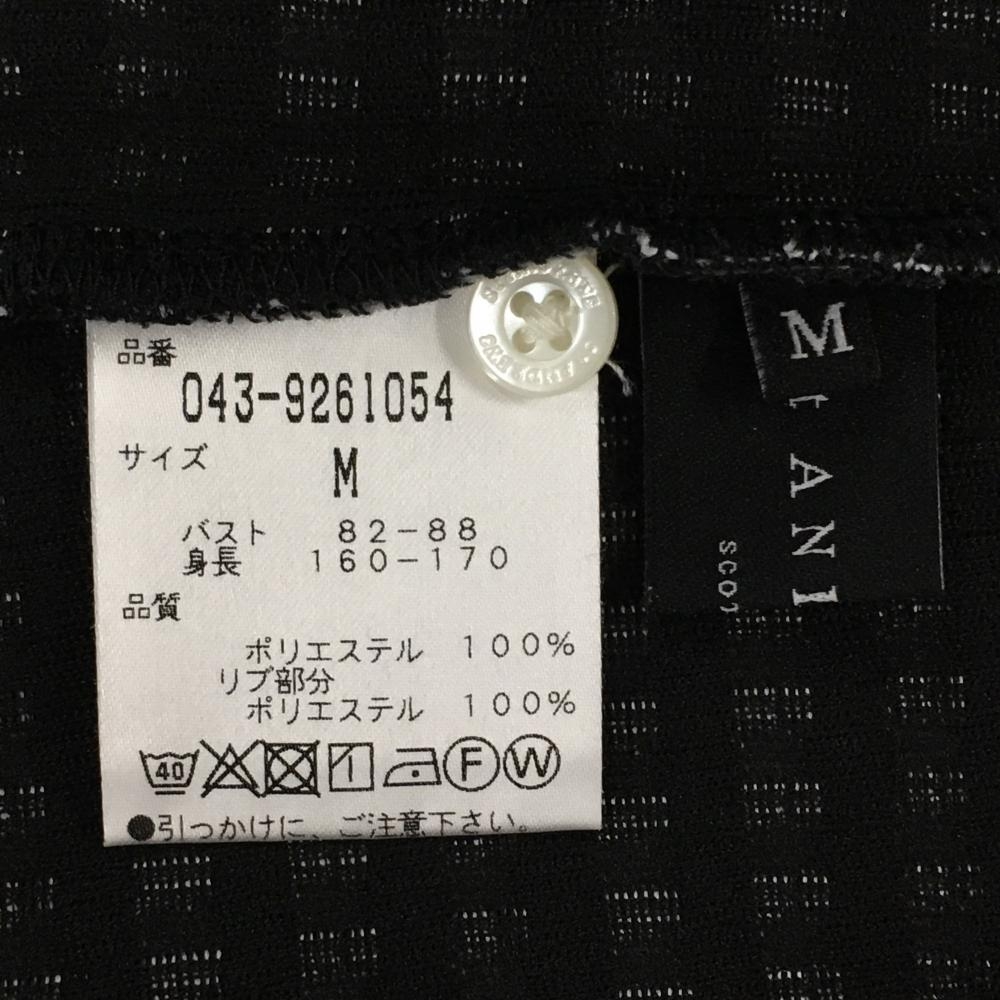 品番
043-9261054
サイズ M
バスト 82-88
身長 160-170
品質
ポリエステル 100%
リブ部分
ポリエステル 100%
40 F W
●引っかけに、ご注意下さい。
M
t ANI
SCOT